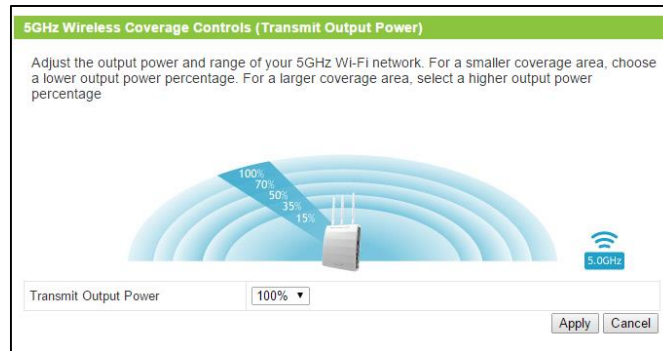 5GHz Wireless Coverage Controls (Transmit Output Power)
Adjust the output power and range of your 5GHz Wi-Fi network. For a smaller coverage area, choose
a lower output power percentage. For a larger coverage area, select a higher output power
percentage
100%
70%
50%
35%
15%
5.0GHz
Transmit Output Power 100%
Apply Cancel